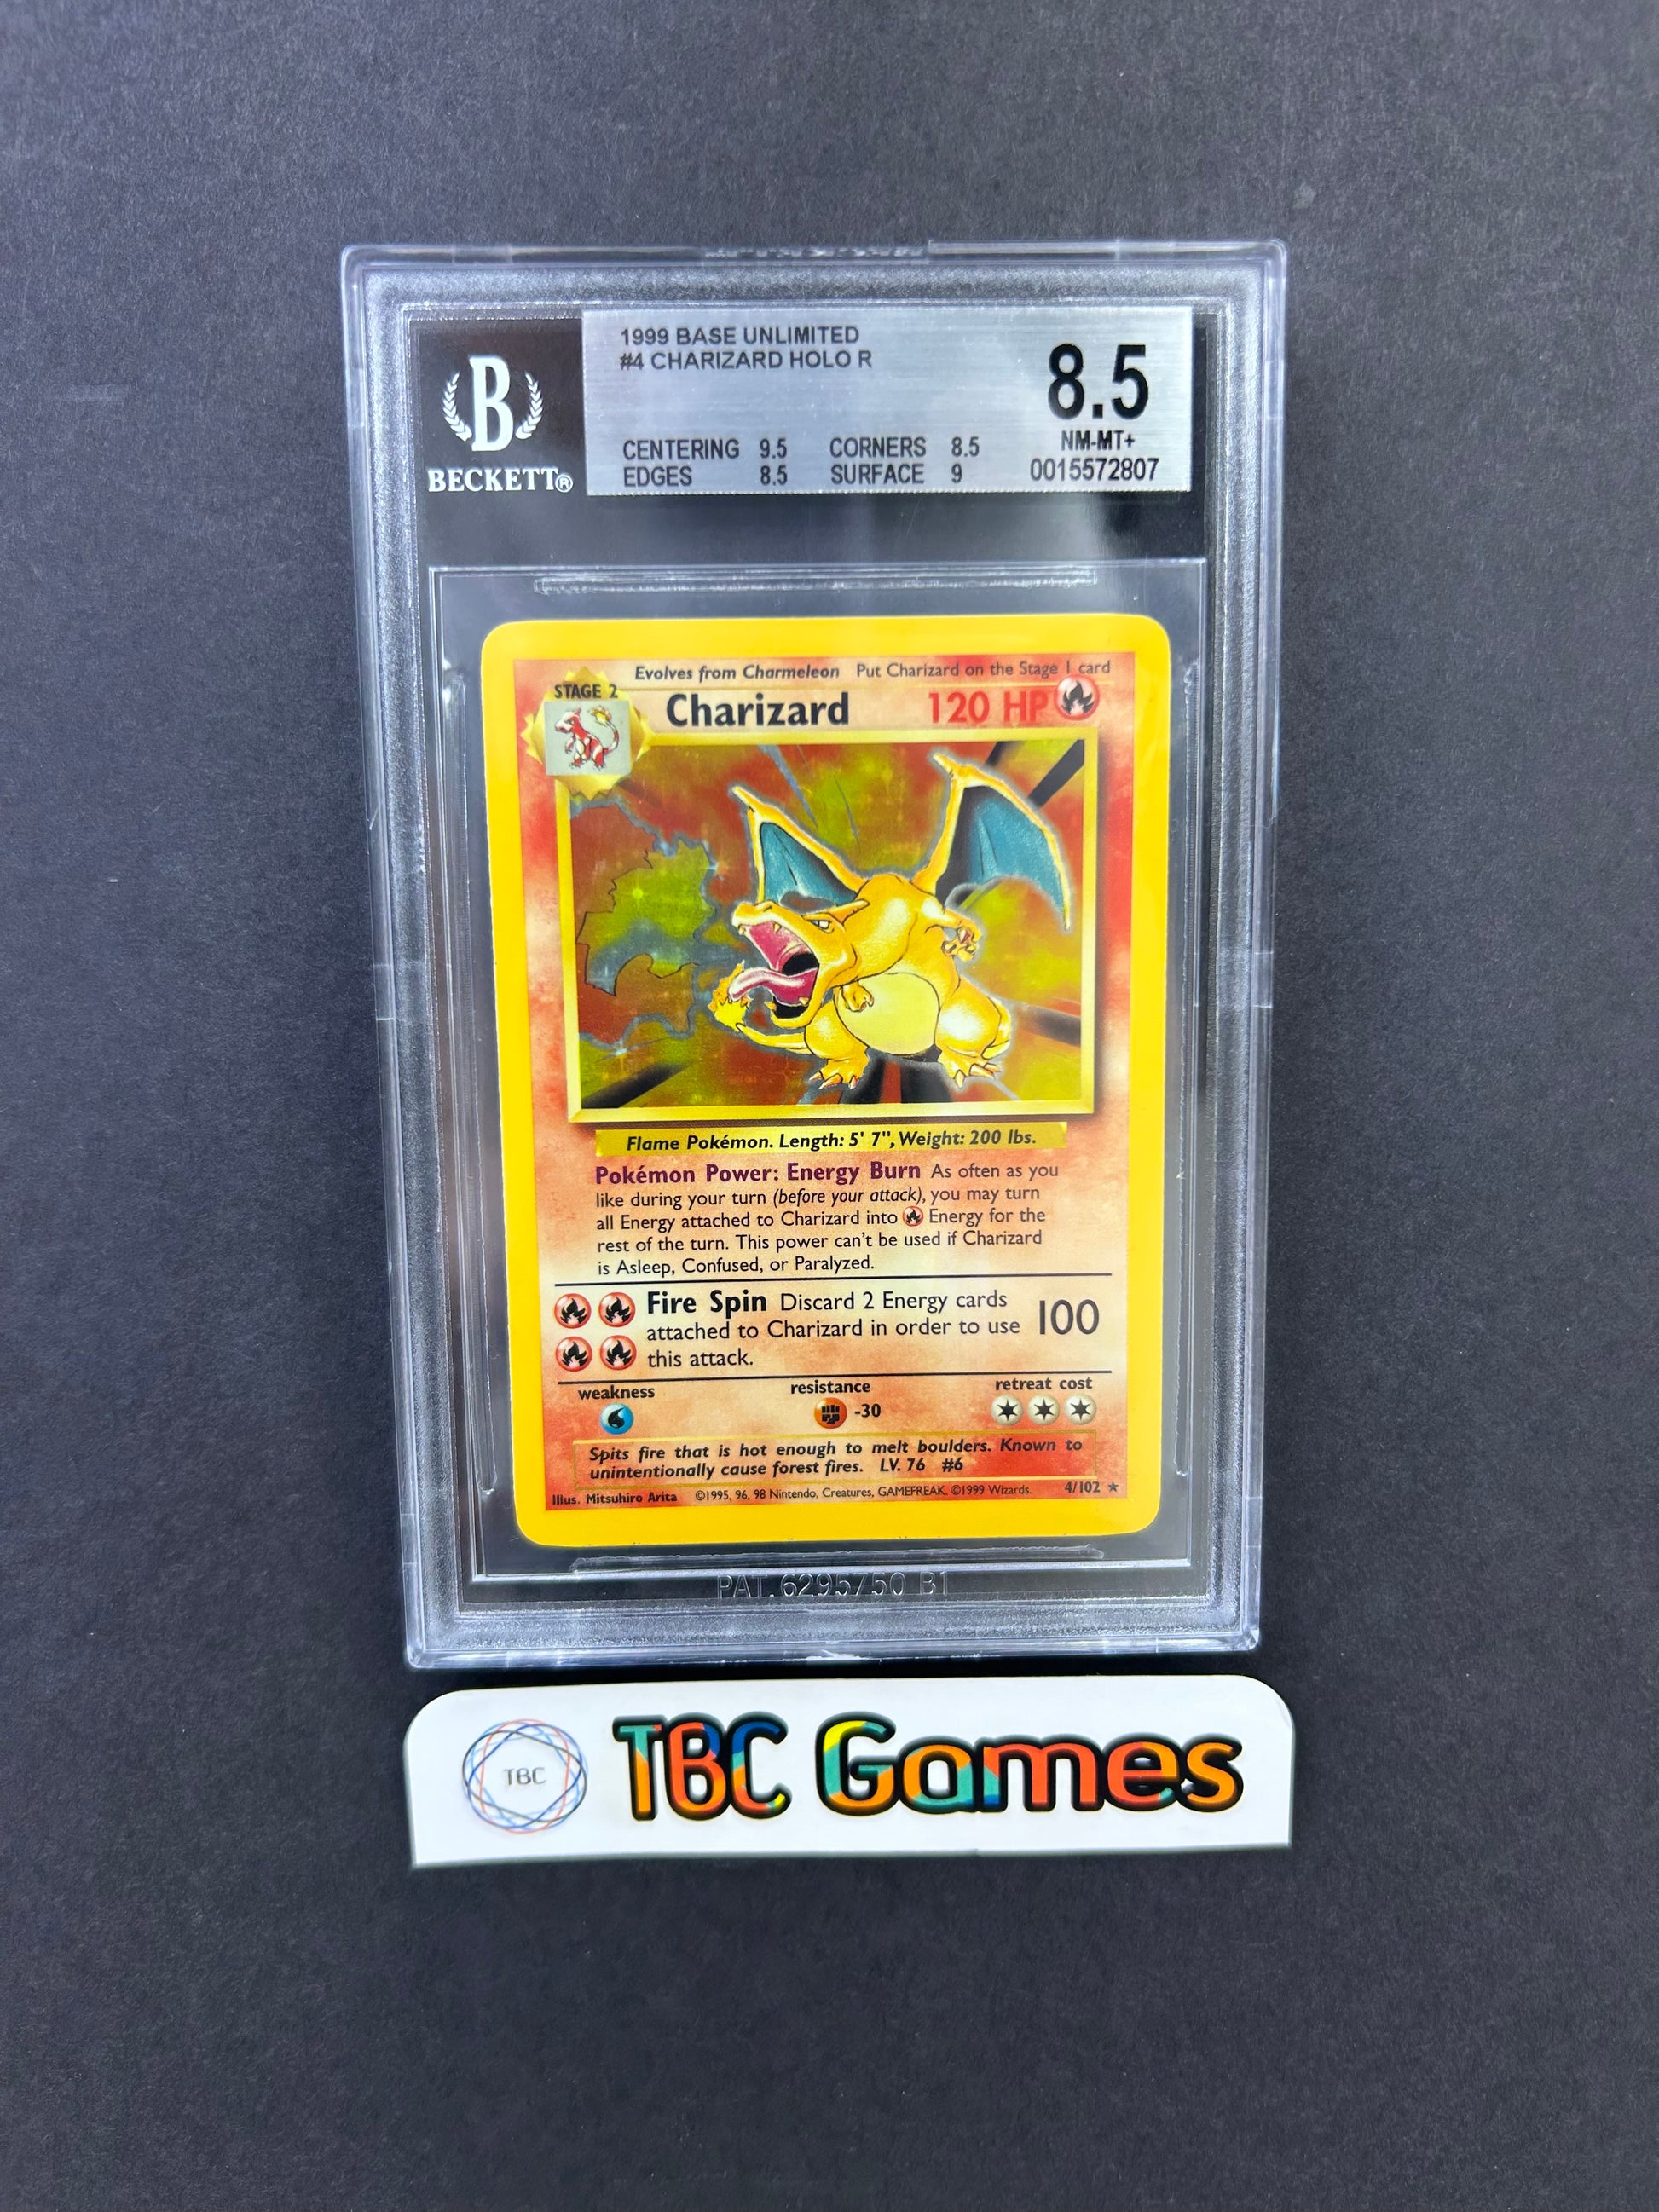 1999 BASE UNLIMITED
#4 CHARIZARD HOLO R
8.5
NM-MT+
CENTERING 9.5 CORNERS 8.5
EDGES 8.5 SURFACE 9
0015572807
B
BECKETT®
Evolves from Charmeleon Put Charizard on the Stage 1 card
STAGE 2
Charizard 120 HP
Flame Pokémon. Length: 5' 7", Weight: 200 lbs.
Pokémon Power: Energy Burn As often as you
like during your turn (before your attack), you may turn
all Energy attached to Charizard into Energy for the
rest of the turn. This power can't be used if Charizard
is Asleep, Confused, or Paralyzed.
Fire Spin Discard 2 Energy cards
attached to Charizard in order to use 100
this attack.
weakness resistance retreat cost
-30
Spits fire that is hot enough to melt boulders. Known to
unintentionally cause forest fires. LV. 76 #6
Illus. Mitsuhiro Arita ©1995, 96, 98 Nintendo, Creatures, GAMEFREAK. ©1999 Wizards. 4/102 ★
PAT. 6295750 B1
TBC
TBC Games